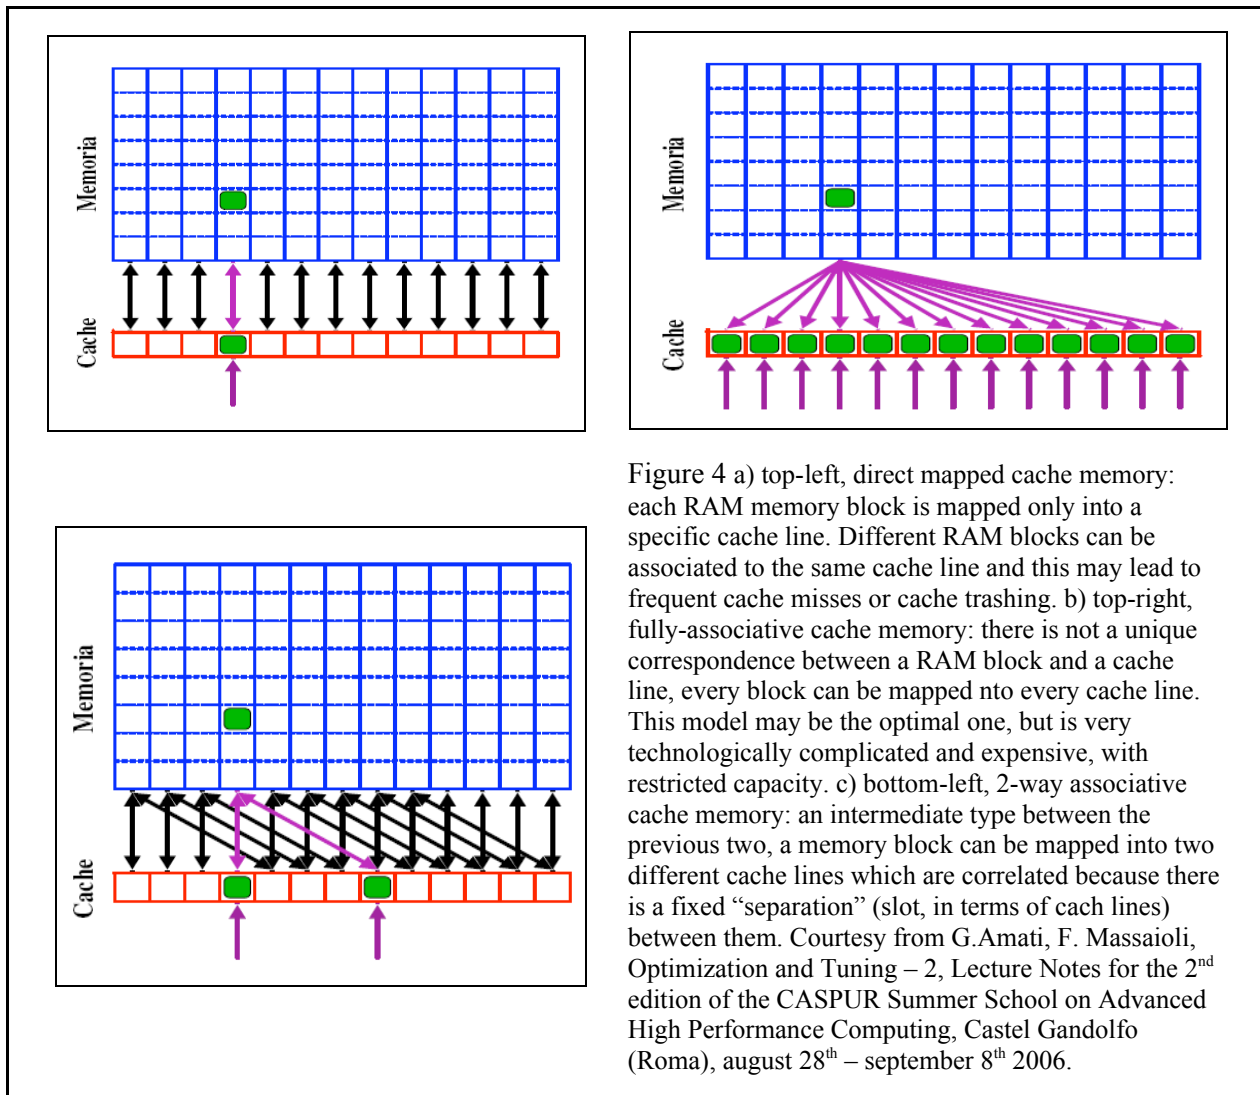 Memoria
Cache
Memoria
Cache
Memoria
Cache
Figure 4 a) top-left, direct mapped cache memory:
each RAM memory block is mapped only into a
specific cache line. Different RAM blocks can be
associated to the same cache line and this may lead to
frequent cache misses or cache trashing. b) top-right,
fully-associative cache memory: there is not a unique
correspondence between a RAM block and a cache
line, every block can be mapped nto every cache line.
This model may be the optimal one, but is very
technologically complicated and expensive, with
restricted capacity. c) bottom-left, 2-way associative
cache memory: an intermediate type between the
previous two, a memory block can be mapped into two
different cache lines which are correlated because there
is a fixed “separation” (slot, in terms of cach lines)
between them. Courtesy from G.Amati, F. Massaioli,
Optimization and Tuning – 2, Lecture Notes for the 2nd
edition of the CASPUR Summer School on Advanced
High Performance Computing, Castel Gandolfo
(Roma), august 28th – september 8th 2006.